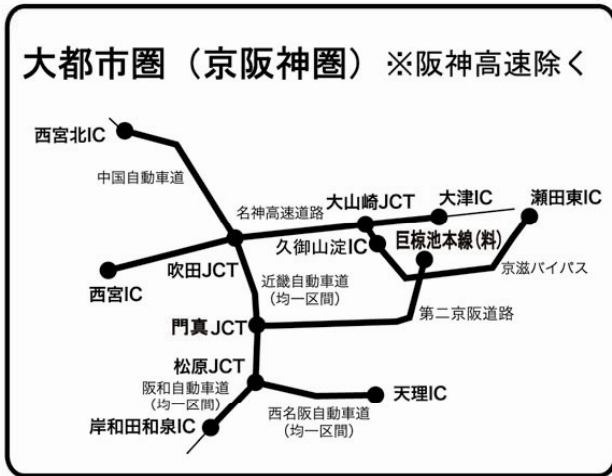 大都市圏（京阪神圏）※阪神高速除く
西宮北IC
中国自動車道
大山崎JCT
大津IC
瀬田東IC
名神高速道路
久御山淀IC
巨椋池本線(料)
吹田JCT
西宮IC
近畿自動車道
（均一区間）
京滋バイパス
第二京阪道路
門真JCT
松原JCT
阪和自動車道
（均一区間）
西名阪自動車道
（均一区間）
天理IC
岸和田和泉IC